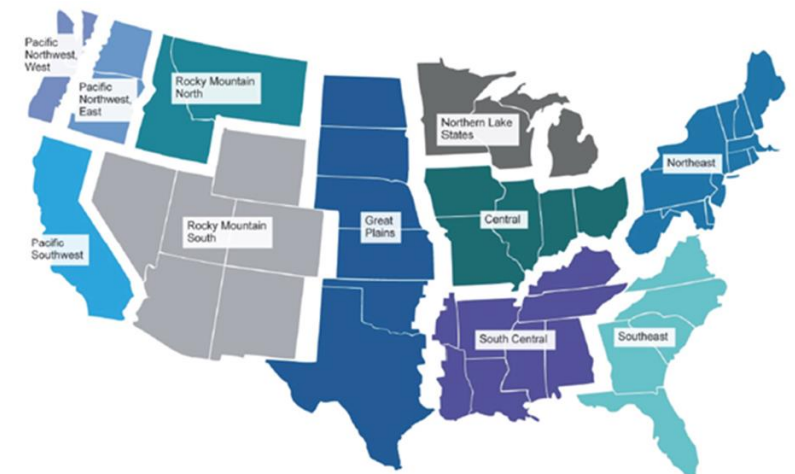 Pacific
Northwest,
West
Pacific
Northwest,
East
Rocky Mountain
North
Northern Lake
States
Northeast
Great
Plains
Central
Rocky Mountain
South
Pacific
Southwest
South Central
Southeast